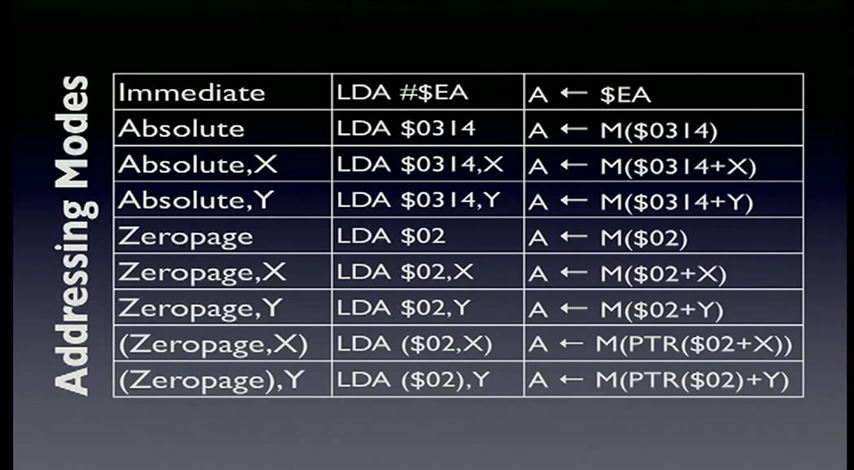 Addressing Modes
Immediate LDA #$EA A ← $EA
Absolute LDA $0314 A ← M($0314)
Absolute,X LDA $0314,X A ← M($0314+X)
Absolute,Y LDA $0314,Y A ← M($0314+Y)
Zeropage LDA $02 A ← M($02)
Zeropage,X LDA $02,X A ← M($02+X)
Zeropage,Y LDA $02,Y A ← M($02+Y)
(Zeropage,X) LDA ($02,X) A ← M(PTR($02+X))
(Zeropage),Y LDA ($02),Y A ← M(PTR($02)+Y)